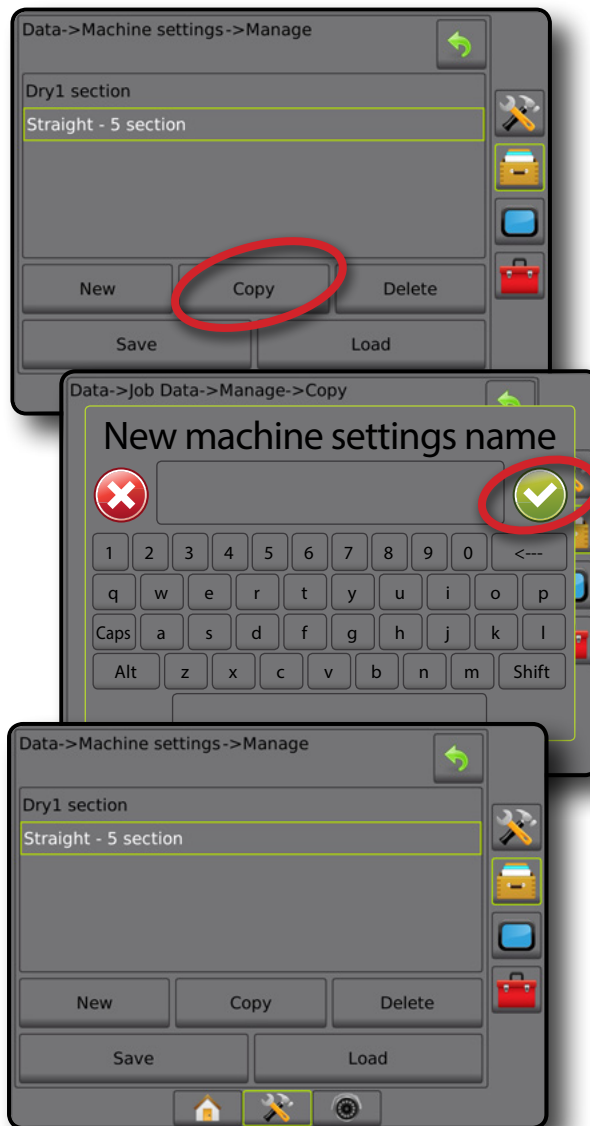 Data->Machine settings->Manage
Dry1 section
Straight - 5 section
New Copy Delete
Save Load
Data->Job Data->Manage->Copy
New machine settings name
1 2 3 4 5 6 7 8 9 0 <---
q w e r t y u i o p
Caps a s d f g h j k l
Alt z x c v b n m Shift
Data->Machine settings->Manage
Dry1 section
Straight - 5 section
New Copy Delete
Save Load